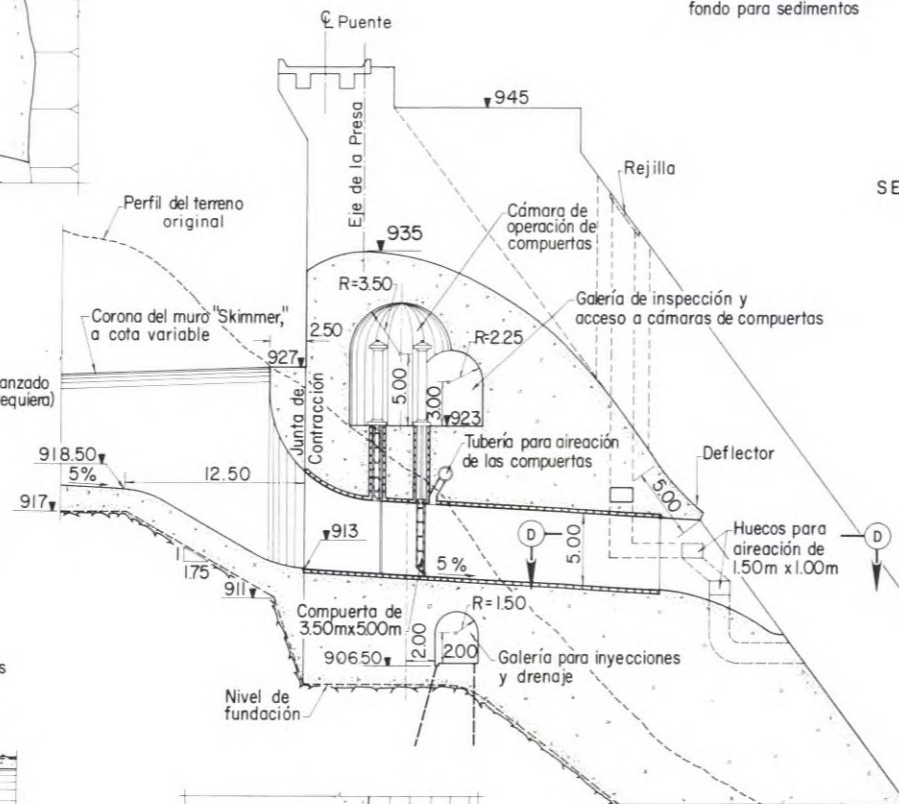 fondo para sedimentos
℄ Puente
945
Rejilla
SE
Perfil del terreno
original
Eje de la Presa
Cámara de
operación de
compuertas
935
R=3.50
Galería de inspección y
acceso a cámaras de compuertas
Corona del muro "Skimmer,"
a cota variable
2.50
R=2.25
927
anzado
requiera)
5.00
3.00
923
Junta de
Contracción
Tubería para aireación
de las compuertas
918.50
5%
12.50
Deflector
5.00
917
913
D
5.00
Huecos para
aireación de
1.50m x 1.00m
D
1
1.75
5%
911
Compuerta de
3.50mx5.00m
R=1.50
2.00
2.00
906.50
Galería para inyecciones
y drenaje
s
Nivel de
fundación